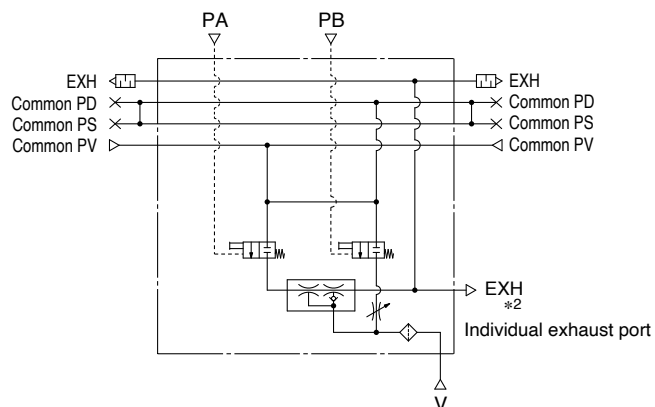 PA PB
EXH EXH
Common PD Common PD
Common PS Common PS
Common PV Common PV
EXH
*2
Individual exhaust port
V